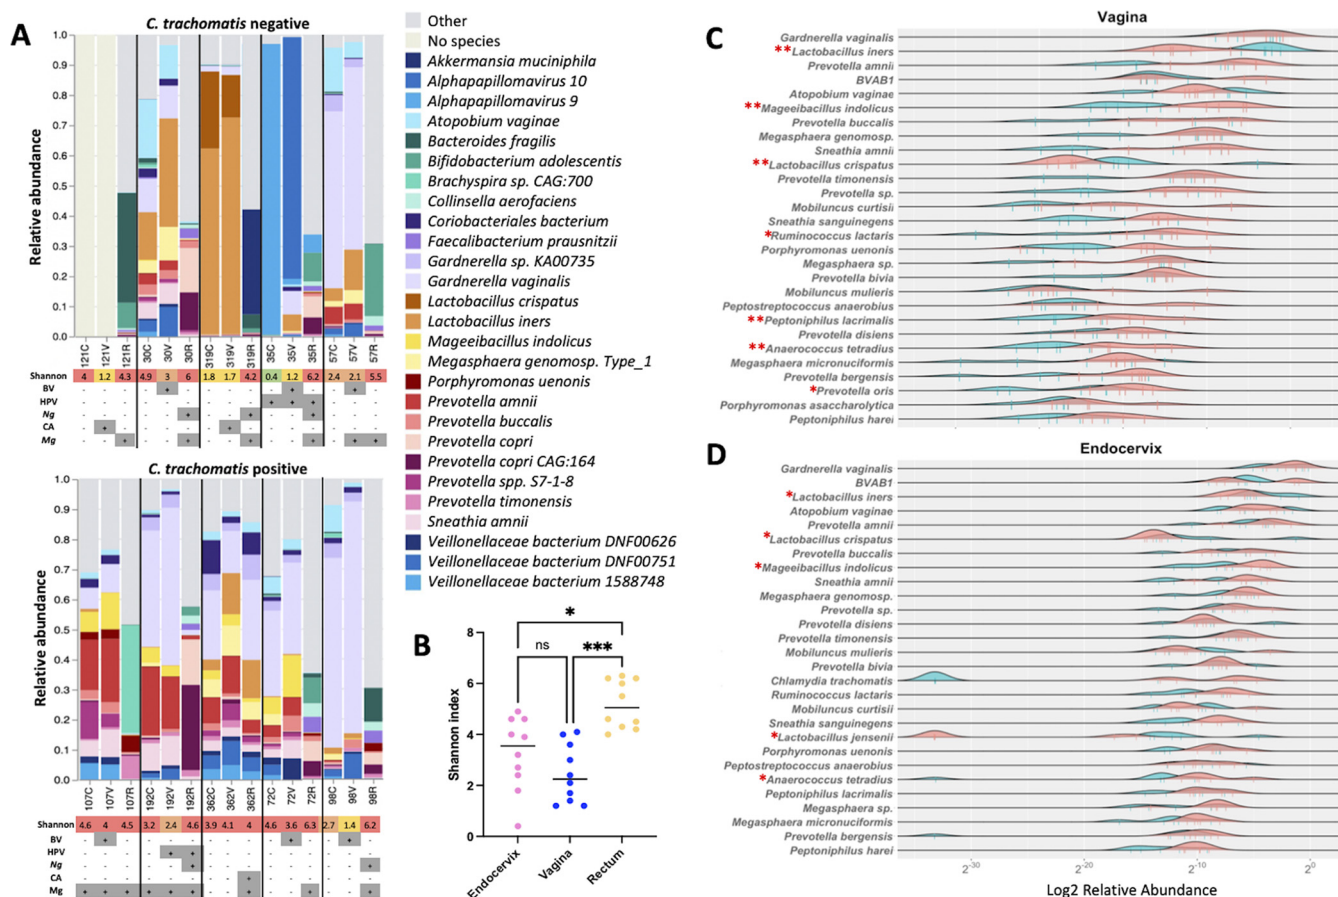 A
C. trachomatis negative
Relative abundance
1.0
0.9
0.8
0.7
0.6
0.5
0.4
0.3
0.2
0.1
0.0
121C 121V 121R 30C 30V 30R 319C 319V 319R 35C 35V 35R 57C 57V 57R
Shannon 4 1.2 4.3 4.9 3 6 1.8 1.7 4.2 0.4 1.2 6.2 2.4 2.1 5.5
BV - - - - + - - - - - + - - + -
HPV - - - - - - - - - + + + - - -
Ng - - - - - + - - + - - + - - -
CA - + - - - - - + - - - - - - -
Mg - - + - - + - - + - - + - + +
C. trachomatis positive
Relative abundance
1.0
0.9
0.8
0.7
0.6
0.5
0.4
0.3
0.2
0.1
0.0
107C 107V 107R 192C 192V 192R 362C 362V 362R 72C 72V 72R 98C 98V 98R
Shannon 4.6 4 4.5 3.2 2.4 4.6 3.9 4.1 4 4.6 3.6 6.3 2.7 1.4 6.2
BV - + - - - - - - - - + - - + -
HPV - - - - + + - - - - - - - - -
Ng - - - - - + - - - - - - - - +
CA - - - - - - - - + - - - - - -
Mg + + + + + + - - + - - + - - +
Other
No species
Akkermansia muciniphila
Alphapapillomavirus 10
Alphapapillomavirus 9
Atopobium vaginae
Bacteroides fragilis
Bifidobacterium adolescentis
Brachyspira sp. CAG:700
Collinsella aerofaciens
Coriobacteriales bacterium
Faecalibacterium prausnitzii
Gardnerella sp. KA00735
Gardnerella vaginalis
Lactobacillus crispatus
Lactobacillus iners
Mageeibacillus indolicus
Megasphaera genomosp. Type_1
Porphyromonas uenonis
Prevotella amnii
Prevotella buccalis
Prevotella copri
Prevotella copri CAG:164
Prevotella spp. S7-1-8
Prevotella timonensis
Sneathia amnii
Veillonellaceae bacterium DNF00626
Veillonellaceae bacterium DNF00751
Veillonellaceae bacterium 1588748
B
*
ns
***
Shannon index
8
6
4
2
0
Endocervix
Vagina
Rectum
C
Vagina
Gardnerella vaginalis
**Lactobacillus iners
Prevotella amnii
BVAB1
Atopobium vaginae
**Mageeibacillus indolicus
Prevotella buccalis
Megasphaera genomosp.
Sneathia amnii
**Lactobacillus crispatus
Prevotella timonensis
Prevotella sp.
Mobiluncus curtisii
Sneathia sanguinegens
*Ruminococcus lactaris
Porphyromonas uenonis
Megasphaera sp.
Prevotella bivia
Mobiluncus mulieris
Peptostreptococcus anaerobius
**Peptoniphilus lacrimalis
Prevotella disiens
**Anaerococcus tetradius
Megasphaera micronuciformis
Prevotella bergensis
*Prevotella oris
Porphyromonas asaccharolytica
Peptoniphilus harei
D
Endocervix
Gardnerella vaginalis
BVAB1
*Lactobacillus iners
Atopobium vaginae
Prevotella amnii
*Lactobacillus crispatus
Prevotella buccalis
*Mageeibacillus indolicus
Sneathia amnii
Megasphaera genomosp.
Prevotella sp.
Prevotella disiens
Prevotella timonensis
Mobiluncus mulieris
Prevotella bivia
Chlamydia trachomatis
Ruminococcus lactaris
Mobiluncus curtisii
Sneathia sanguinegens
*Lactobacillus jensenii
Porphyromonas uenonis
Peptostreptococcus anaerobius
*Anaerococcus tetradius
Peptoniphilus lacrimalis
Megasphaera sp.
Megasphaera micronuciformis
Prevotella bergensis
Peptoniphilus harei
2^-30 2^-20 2^-10 2^0
Log2 Relative Abundance